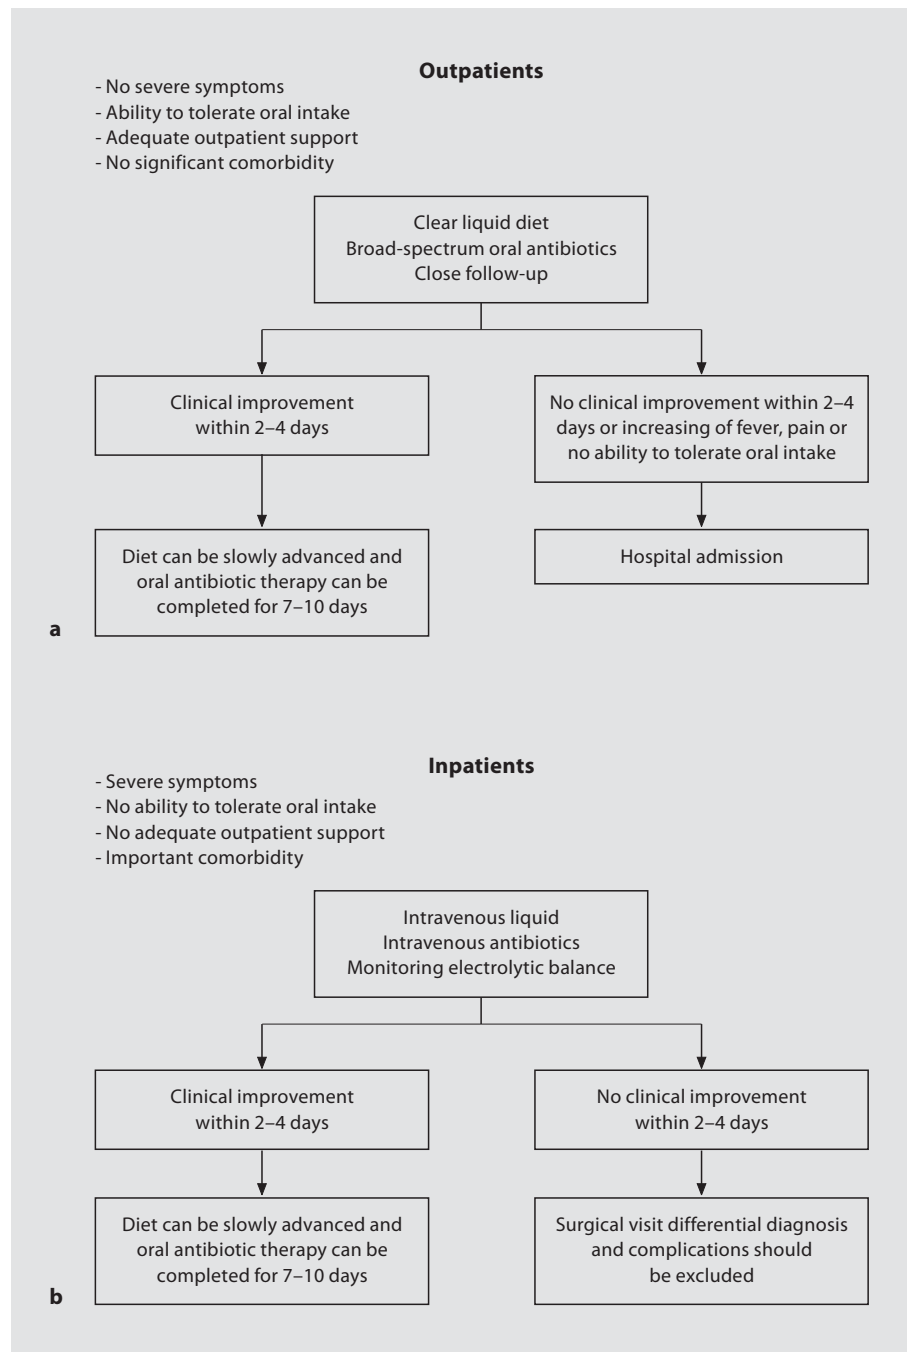 Outpatients
- No severe symptoms
- Ability to tolerate oral intake
- Adequate outpatient support
- No significant comorbidity
Clear liquid diet
Broad-spectrum oral antibiotics
Close follow-up
Clinical improvement
within 2–4 days
No clinical improvement within 2–4
days or increasing of fever, pain or
no ability to tolerate oral intake
Diet can be slowly advanced and
oral antibiotic therapy can be
completed for 7–10 days
Hospital admission
a
Inpatients
- Severe symptoms
- No ability to tolerate oral intake
- No adequate outpatient support
- Important comorbidity
Intravenous liquid
Intravenous antibiotics
Monitoring electrolytic balance
Clinical improvement
within 2–4 days
No clinical improvement
within 2–4 days
Diet can be slowly advanced and
oral antibiotic therapy can be
completed for 7–10 days
Surgical visit differential diagnosis
and complications should
be excluded
b